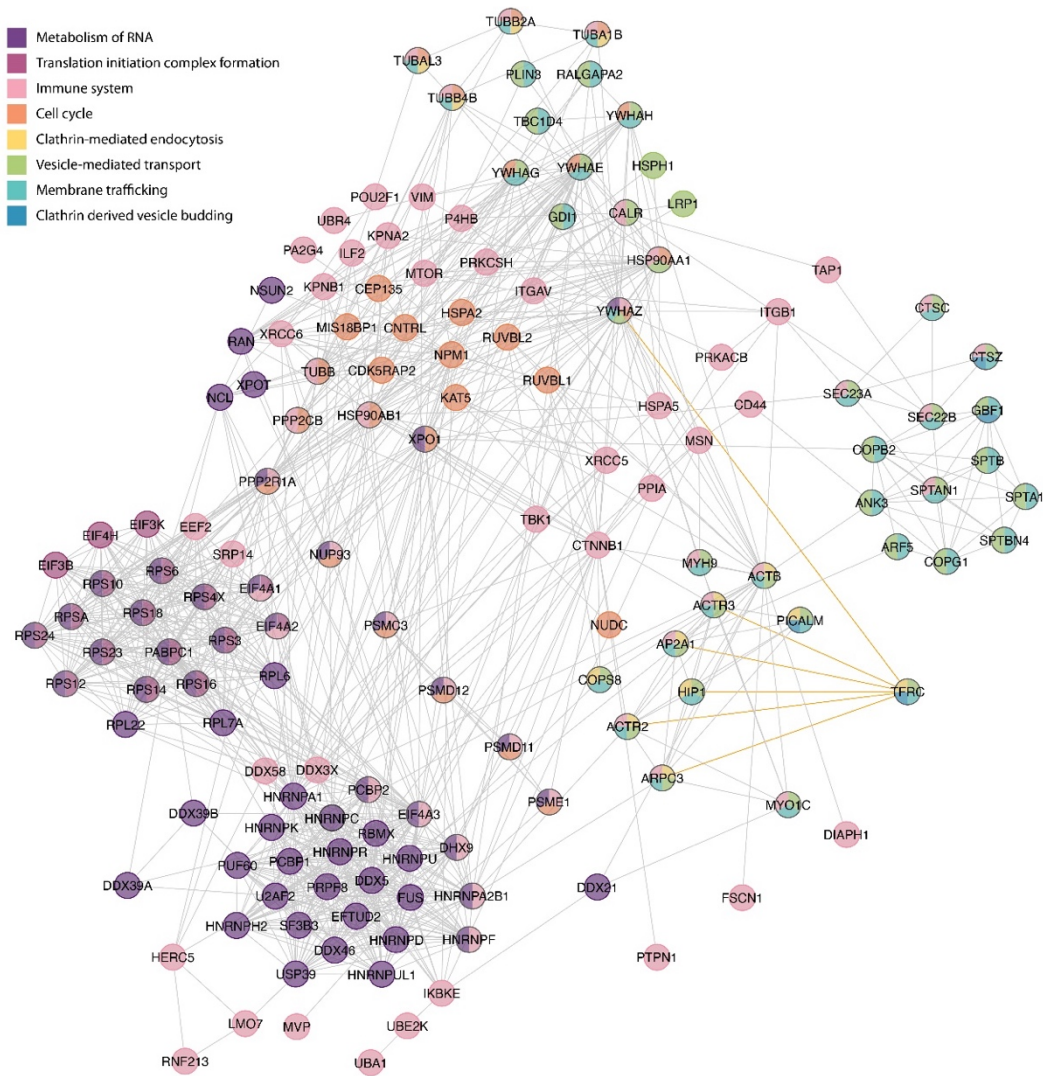 Metabolism of RNA
Translation initiation complex formation
Immune system
Cell cycle
Clathrin-mediated endocytosis
Vesicle-mediated transport
Membrane trafficking
Clathrin derived vesicle budding
TUBB2A
TUBA1B
TUBAL3
PLIN3
RALGAPA2
TUBB4B
TBC1D4
YWHAH
YWHAG
YWHAE
HSPH1
POU2F1
VIM
LRP1
UBR4
P4HB
GDI1
CALR
PA2G4
ILF2
KPNA2
HSP90AA1
NSUN2
KPNB1
CEP135
MTOR
PRKCSH
TAP1
ITGAV
RAN
XRCC6
MIS18BP1
CNTRL
HSPA2
YWHAZ
ITGB1
CTSC
RUVBL2
NPM1
PRKACB
CTSZ
NCL
XPOT
TUBB
CDK5RAP2
RUVBL1
KAT5
HSPA5
CD44
SEC23A
SEC22B
GBF1
PPP2CB
HSP90AB1
XPO1
MSN
COPB2
XRCC5
SPTB
PPP2R1A
PPIA
SPTAN1
SPTA1
ANK3
EIF4H
EIF3K
EEF2
TBK1
SPTBN4
ARF5
COPG1
CTNNB1
EIF3B
RPS10
RPS6
SRP14
NUP93
MYH9
ACTB
RPS4X
EIF4A1
RPSA
RPS18
ACTR3
PICALM
RPS24
RPS3
EIF4A2
PSMC3
NUDC
RPS23
PABPC1
AP2A1
RPS12
RPS14
RPS16
RPL6
PSMD12
COPS8
HIP1
TFRC
RPL22
RPL7A
ACTR2
PSMD11
DDX58
DDX3X
ARPC3
HNRNPA1
PCBP2
PSME1
MYO1C
DDX39B
HNRNPC
EIF4A3
HNRNPK
RBMX
DIAPH1
PUF60
PCBP1
HNRNPR
HNRNPU
DHX9
DDX39A
U2AF2
PRPF8
DDX5
FUS
HNRNPA2B1
DDX21
FSCN1
HNRNPH2
SF3B3
EFTUD2
HNRNPD
HNRNPF
DDX46
HERC5
USP39
HNRNPUL1
PTPN1
IKBKE
LMO7
MVP
UBE2K
RNF213
UBA1